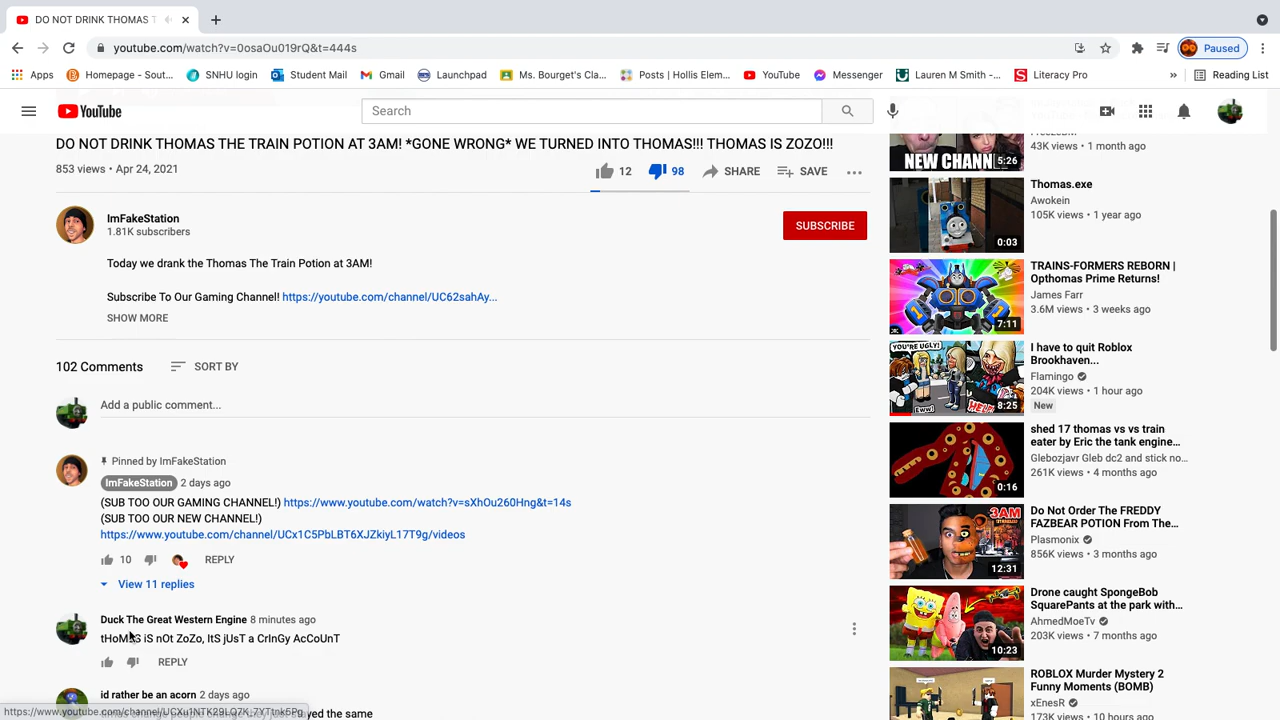 DO NOT DRINK THOMAS T
youtube.com/watch?v=0osaOu019rQ&t=444s
Paused
Apps
Homepage - Sout...
SNHU login
Student Mail
Gmail
Launchpad
Ms. Bourget's Cla...
Posts | Hollis Elem...
YouTube
Messenger
Lauren M Smith -...
Literacy Pro
»
Reading List
YouTube
Search
DO NOT DRINK THOMAS THE TRAIN POTION AT 3AM! *GONE WRONG* WE TURNED INTO THOMAS!!! THOMAS IS ZOZO!!!
853 views • Apr 24, 2021
12
98
SHARE
SAVE
ImFakeStation
1.81K subscribers
SUBSCRIBE
Today we drank the Thomas The Train Potion at 3AM!
Subscribe To Our Gaming Channel! https://youtube.com/channel/UC62sahAy...
SHOW MORE
102 Comments
SORT BY
Add a public comment...
Pinned by ImFakeStation
ImFakeStation 2 days ago
(SUB TOO OUR GAMING CHANNEL!) https://www.youtube.com/watch?v=sXhOu260Hng&t=14s
(SUB TOO OUR NEW CHANNEL!)
https://www.youtube.com/channel/UCx1C5PbLBT6XJZkiyL17T9g/videos
10
REPLY
View 11 replies
Duck The Great Western Engine 8 minutes ago
tHoMaS iS nOt ZoZo, ItS jUsT a CrInGy AcCoUnT
REPLY
id rather be an acorn 2 days ago
yed the same
NEW CHANN
5:26
43K views • 1 month ago
0:03
Thomas.exe
Awokein
105K views • 1 year ago
7:11
TRAINS-FORMERS REBORN |
Opthomas Prime Returns!
James Farr
3.6M views • 3 weeks ago
YOU'RE UGLY!
Eww!
HELP!
8:25
I have to quit Roblox
Brookhaven...
Flamingo
204K views • 1 hour ago
New
0:16
shed 17 thomas vs vs train
eater by Eric the tank engine...
Glebozjavr Gleb dc2 and stick no...
261K views • 4 months ago
3AM
12:31
Do Not Order The FREDDY
FAZBEAR POTION From The...
Plasmonix
856K views • 3 months ago
10:23
Drone caught SpongeBob
SquarePants at the park with...
AhmedMoeTv
203K views • 7 months ago
ROBLOX Murder Mystery 2
Funny Moments (BOMB)
xEnesR
173K views • 10 months ago